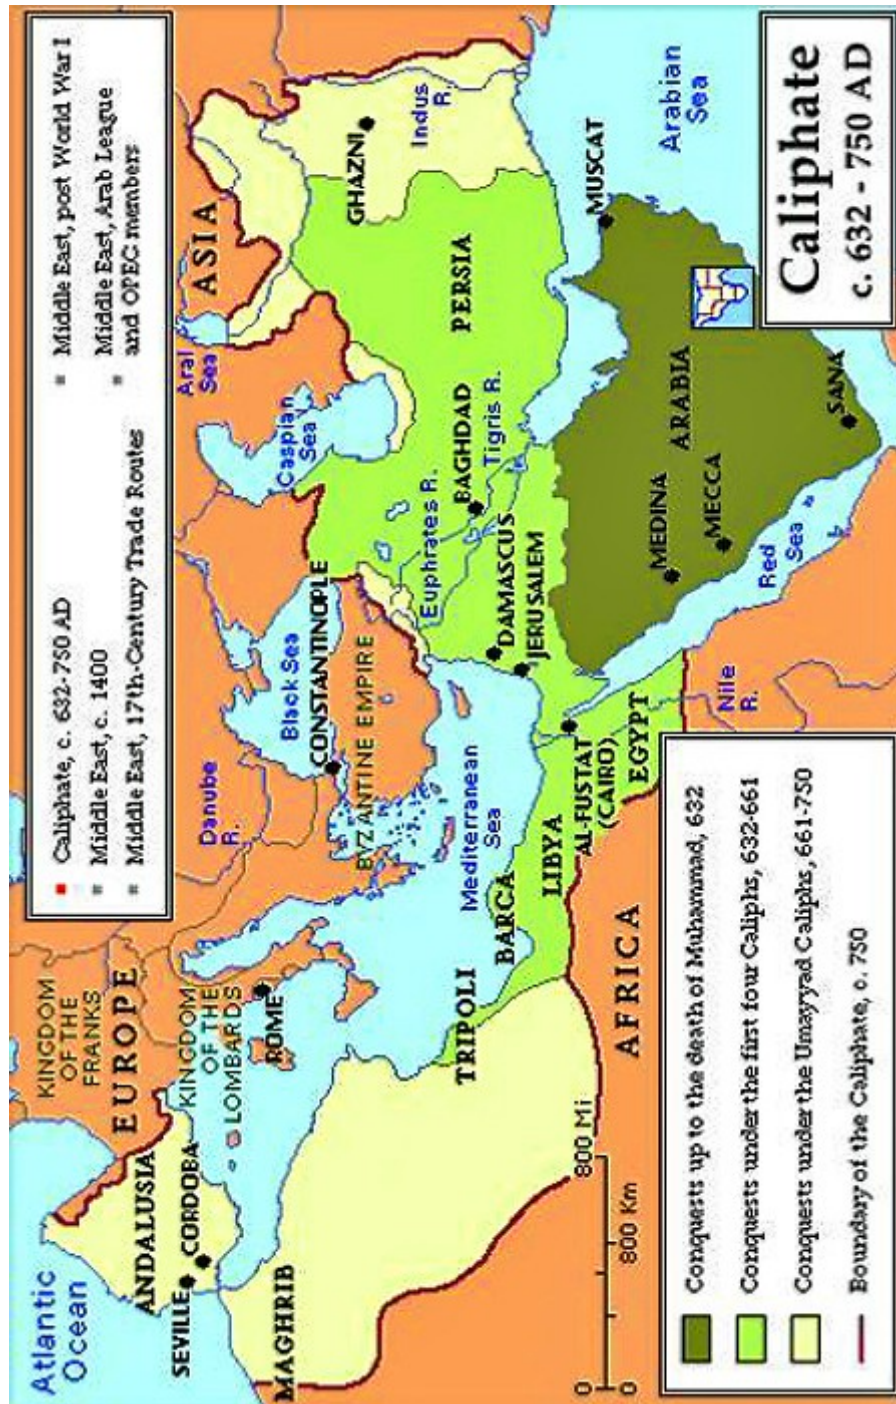 Caliphate, c. 632-750 AD
Middle East, c. 1400
Middle East, 17th-Century Trade Routes
Middle East, post World War I
Middle East, Arab League
and OPEC members
Atlantic
Ocean
KINGDOM
OF THE
FRANKS
EUROPE
KINGDOM
OF THE
LOMBARDS
ROME
ANDALUSIA
SEVILLE
CORDOBA
MAGHRIB
Danube
R.
Black Sea
CONSTANTINOPLE
BYZANTINE EMPIRE
Mediterranean
Sea
TRIPOLI
BARCA
LIBYA
AL-FUSTAT
(CAIRO)
EGYPT
AFRICA
Nile
R.
Caspian
Sea
Aral
Sea
ASIA
Euphrates R.
BAGHDAD
Tigris R.
DAMASCUS
JERUSALEM
PERSIA
GHAZNI
Indus
R.
MEDINA
MECCA
ARABIA
SANA
MUSCAT
Red
Sea
Arabian
Sea
0 800 Mi
0 800 Km
Conquests up to the death of Muhammad, 632
Conquests under the first four Caliphs, 632-661
Conquests under the Umayyad Caliphs, 661-750
Boundary of the Caliphate, c. 750
Caliphate
c. 632 - 750 AD